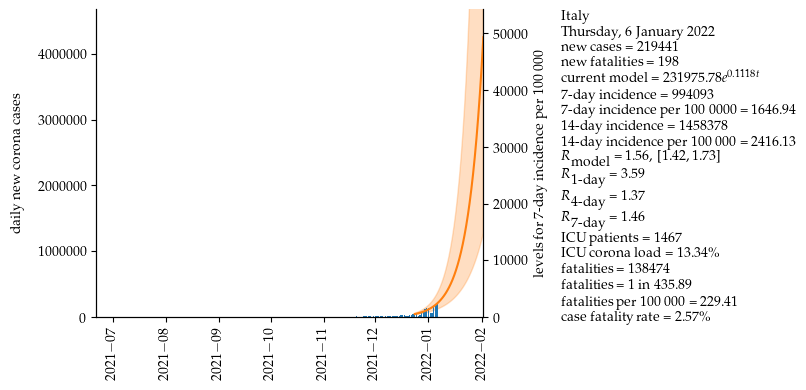 Italy
Thursday, 6 January 2022
new cases = 219441
new fatalities = 198
current model = 231975.78e^0.1118t
7-day incidence = 994093
7-day incidence per 100 0000 = 1646.94
14-day incidence = 1458378
14-day incidence per 100 000 = 2416.13
R model = 1.56, [1.42, 1.73]
R 1-day = 3.59
R 4-day = 1.37
R 7-day = 1.46
ICU patients = 1467
ICU corona load = 13.34%
fatalities = 138474
fatalities = 1 in 435.89
fatalities per 100 000 = 229.41
case fatality rate = 2.57%
daily new corona cases
4000000
3000000
2000000
1000000
0
levels for 7-day incidence per 100 000
50000
40000
30000
20000
10000
0
2021−07
2021−08
2021−09
2021−10
2021−11
2021−12
2022−01
2022−02